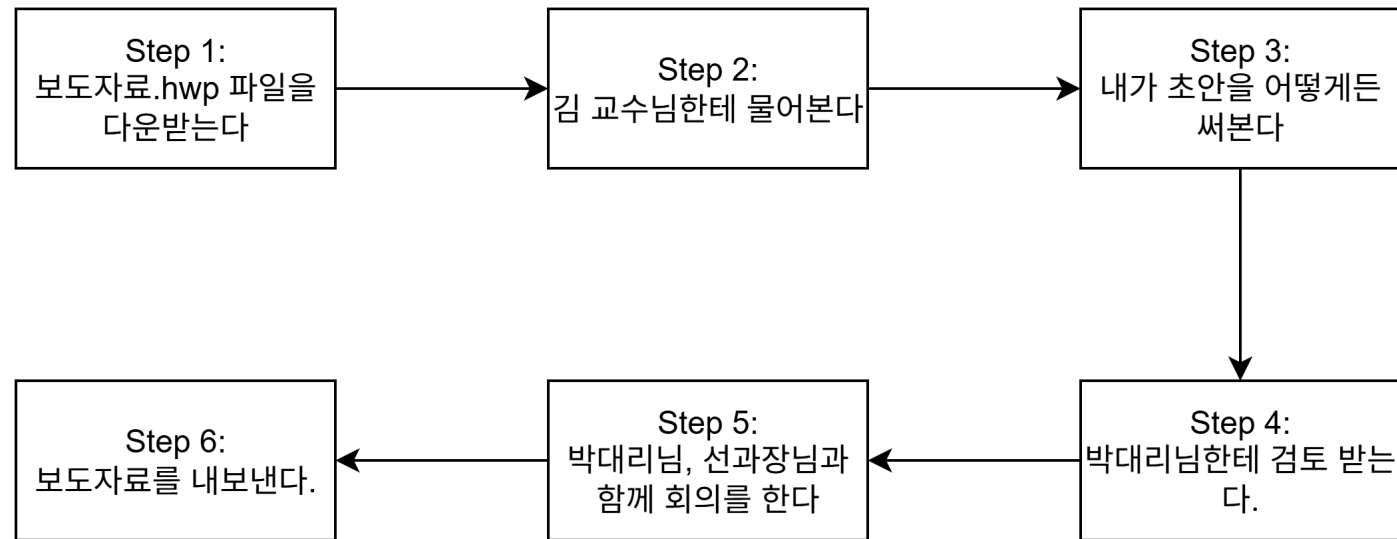 Step 1:
보도자료.hwp 파일을
다운받는다
Step 2:
김 교수님한테 물어본다
Step 3:
내가 초안을 어떻게든
써본다
Step 4:
박대리님한테 검토 받는
다.
Step 5:
박대리님, 선과장님과
함께 회의를 한다
Step 6:
보도자료를 내보낸다.